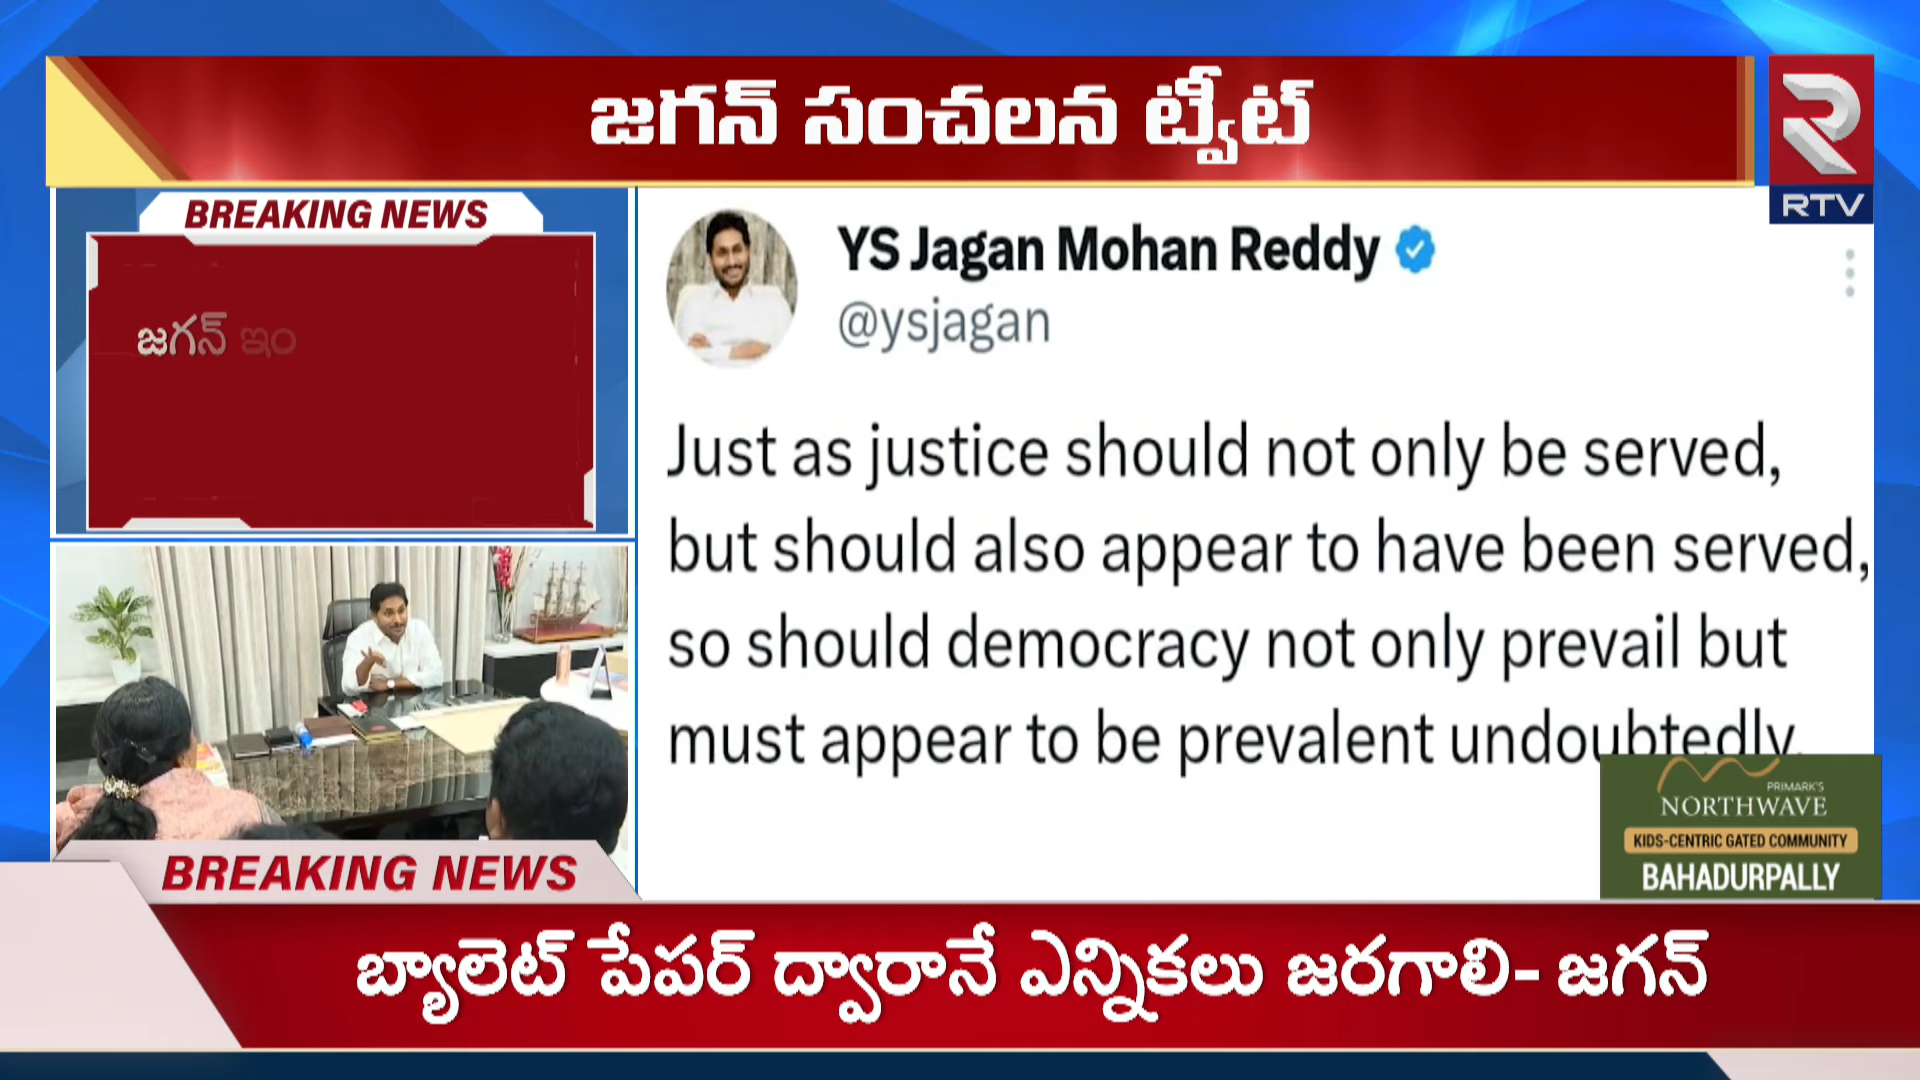 జగన్ సంచలన ట్వీట్
RTV
BREAKING NEWS
జగన్ ఇం
YS Jagan Mohan Reddy
@ysjagan
Just as justice should not only be served,
but should also appear to have been served,
so should democracy not only prevail but
must appear to be prevalent undoubtedly.
PRIMARK'S
NORTHWAVE
KIDS-CENTRIC GATED COMMUNITY
BAHADURPALLY
BREAKING NEWS
బ్యాలెట్ పేపర్ ద్వారానే ఎన్నికలు జరగాలి- జగన్